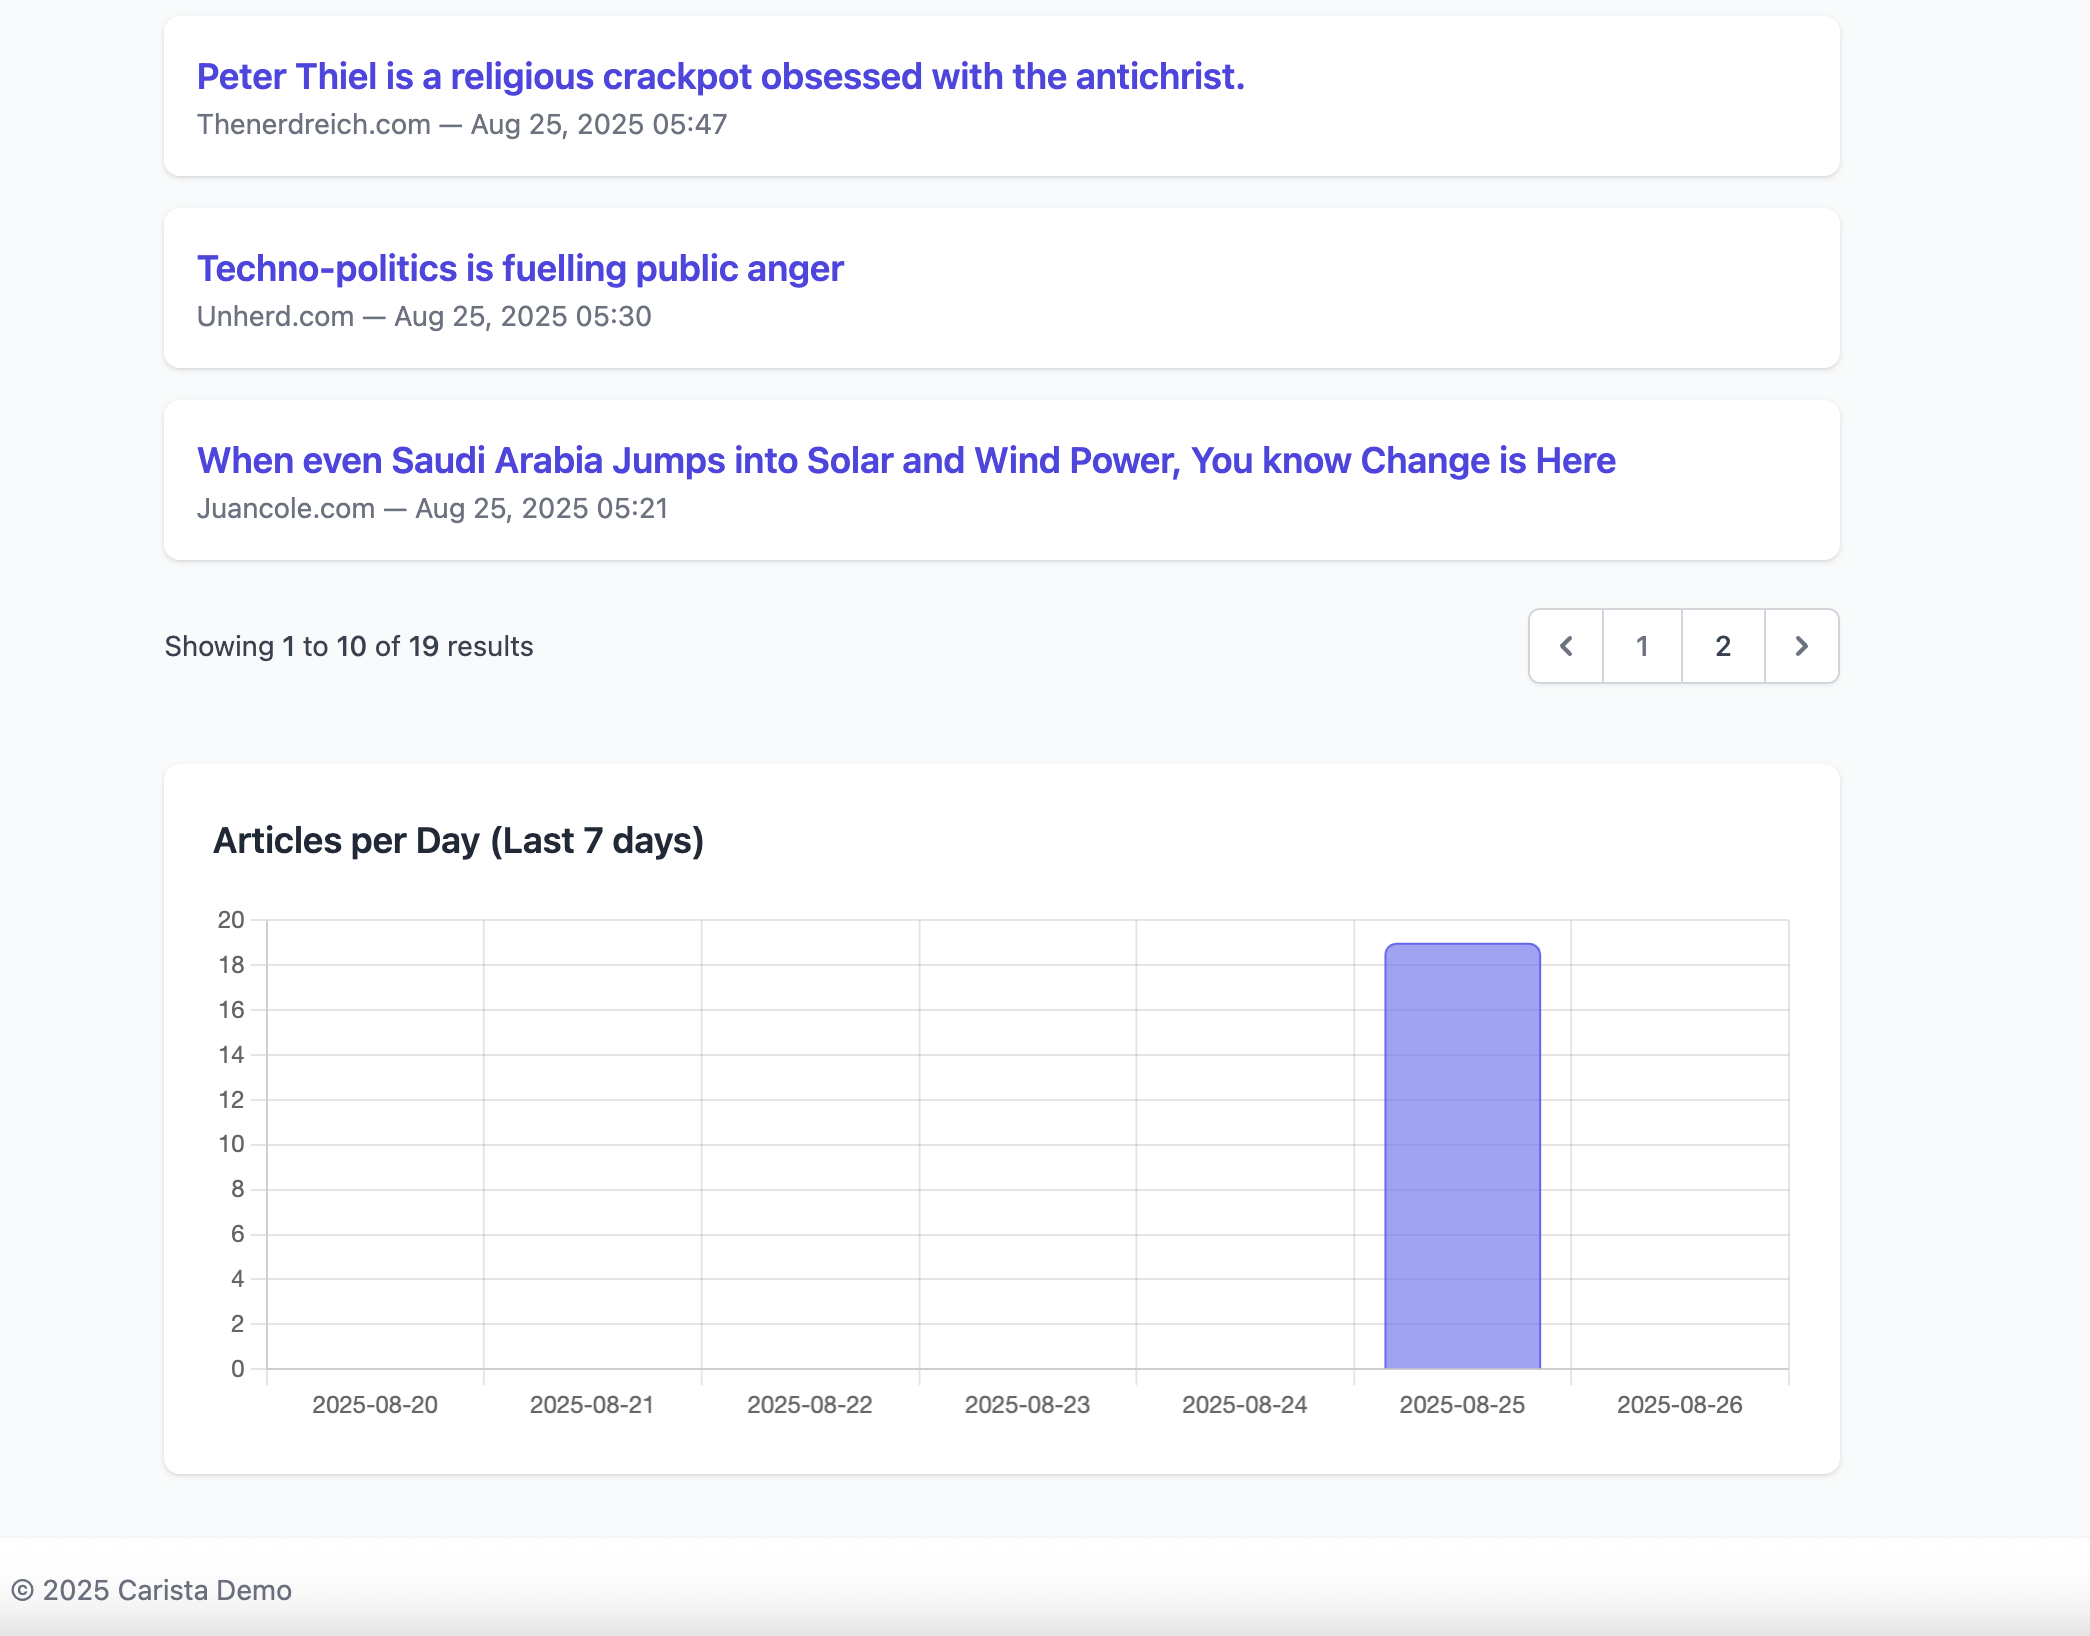 Peter Thiel is a religious crackpot obsessed with the antichrist.
Thenerdreich.com — Aug 25, 2025 05:47
Techno-politics is fuelling public anger
Unherd.com — Aug 25, 2025 05:30
When even Saudi Arabia Jumps into Solar and Wind Power, You know Change is Here
Juancole.com — Aug 25, 2025 05:21
Showing 1 to 10 of 19 results
1 2
Articles per Day (Last 7 days)
20
18
16
14
12
10
8
6
4
2
0
2025-08-20 2025-08-21 2025-08-22 2025-08-23 2025-08-24 2025-08-25 2025-08-26
© 2025 Carista Demo